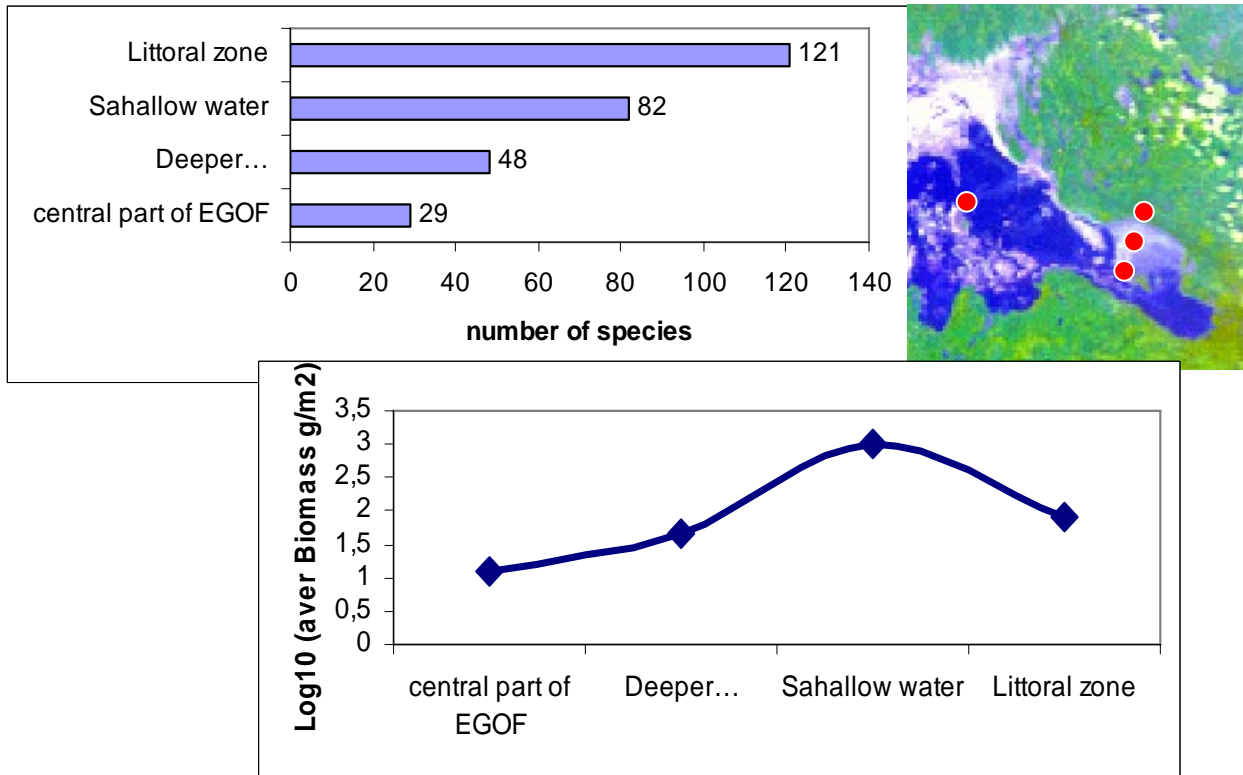 Littoral zone
121
Sahallow water
82
Deeper…
48
central part of EGOF
29
0 20 40 60 80 100 120 140
number of species
Log10 (aver Biomass g/m2)
3,5
3
2,5
2
1,5
1
0,5
0
central part of
EGOF
Deeper…
Sahallow water
Littoral zone